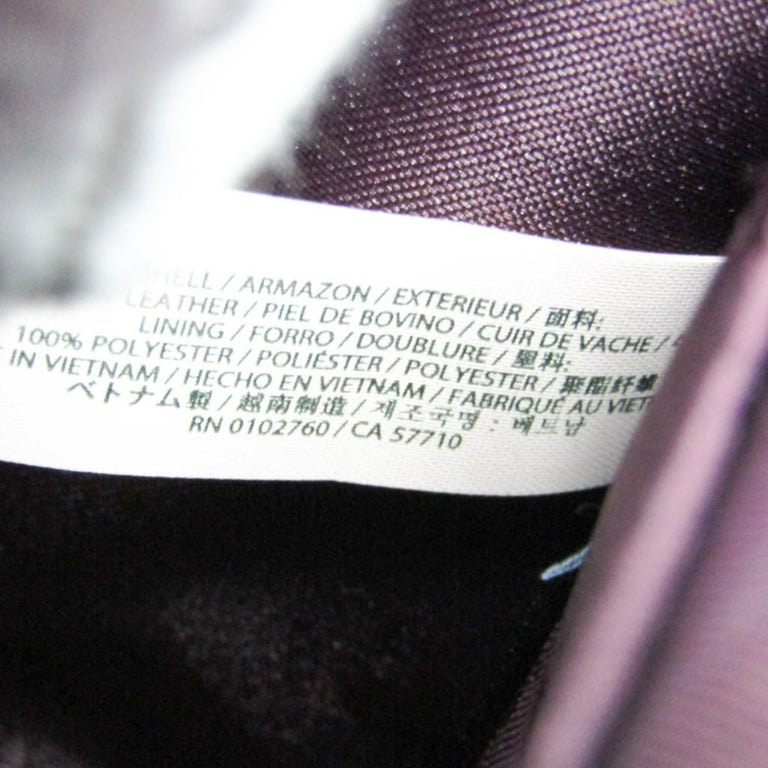 SHELL / ARMAZON / EXTERIEUR / 面料:
LEATHER / PIEL DE BOVINO / CUIR DE VACHE /
LINING / FORRO / DOUBLURE / 里料:
100% POLYESTER / POLIÉSTER / POLYESTER / 聚酯纤维
IN VIETNAM / HECHO EN VIETNAM / FABRIQUÉ AU VIET
ベトナム製 / 越南制造 / 제조국명 : 베트남
RN 0102760 / CA 57710